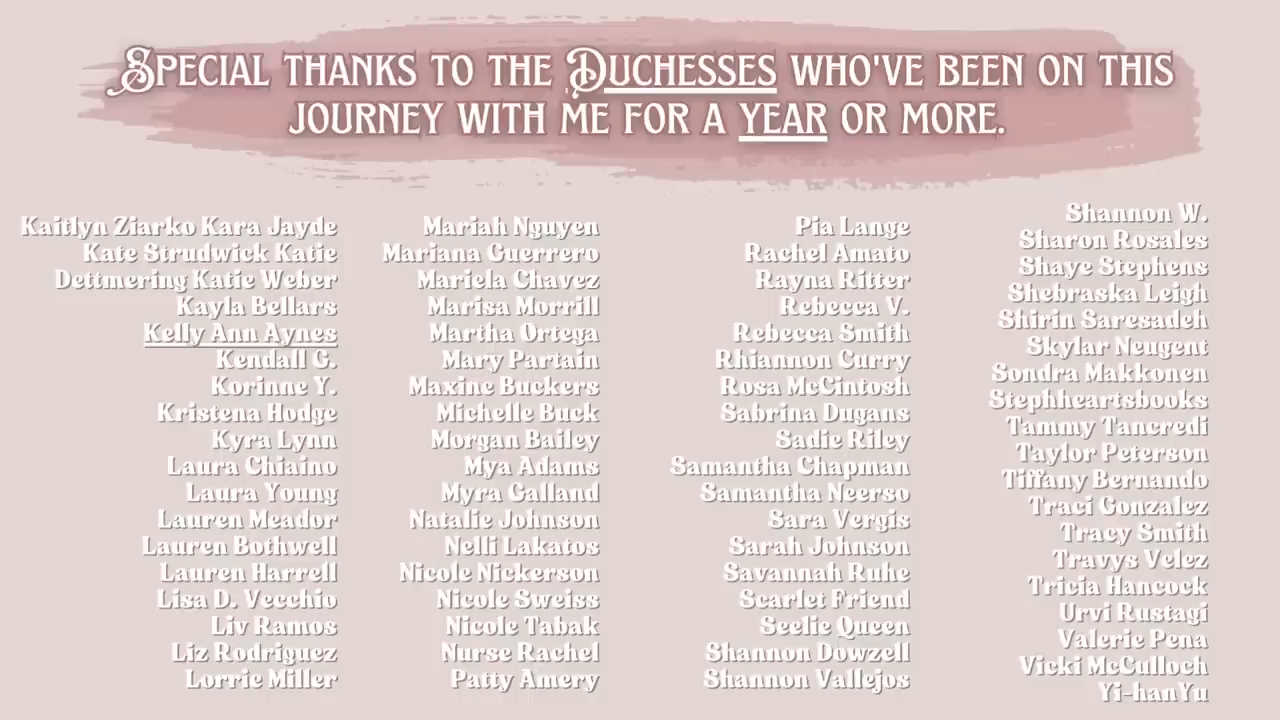 Special thanks to the Duchesses who've been on this
journey with me for a year or more.
Kaitlyn Ziarko Kara Jayde
Kate Strudwick Katie
Dettmering Katie Weber
Kayla Bellars
Kelly Ann Aynes
Kendall G.
Korinne Y.
Kristena Hodge
Kyra Lynn
Laura Chiaino
Laura Young
Lauren Meador
Lauren Bothwell
Lauren Harrell
Lisa D. Vecchio
Liv Ramos
Liz Rodriguez
Lorrie Miller
Mariah Nguyen
Mariana Guerrero
Mariela Chavez
Marisa Morrill
Martha Ortega
Mary Partain
Maxine Buckers
Michelle Buck
Morgan Bailey
Mya Adams
Myra Galland
Natalie Johnson
Nelli Lakatos
Nicole Nickerson
Nicole Sweiss
Nicole Tabak
Nurse Rachel
Patty Amery
Pia Lange
Rachel Amato
Rayna Ritter
Rebecca V.
Rebecca Smith
Rhiannon Curry
Rosa McCintosh
Sabrina Dugans
Sadie Riley
Samantha Chapman
Samantha Neerso
Sara Vergis
Sarah Johnson
Savannah Ruhe
Scarlet Friend
Seelie Queen
Shannon Dowzell
Shannon Vallejos
Shannon W.
Sharon Rosales
Shaye Stephens
Shebraska Leigh
Shirin Saresadeh
Skylar Neugent
Sondra Makkonen
Stephheartsbooks
Tammy Tancredi
Taylor Peterson
Tiffany Bernando
Traci Gonzalez
Tracy Smith
Travys Velez
Tricia Hancock
Urvi Rustagi
Valerie Pena
Vicki McCulloch
Yi-hanYu